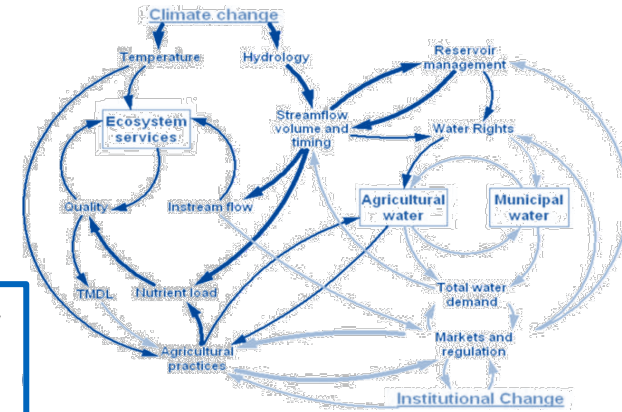 Climate change
Temperature
Hydrology
Reservoir
management
Ecosystem
services
Streamflow
volume and
timing
Water Rights
Quality
Instream flow
Agricultural
water
Municipal
water
TMDL
Nutrient load
Total water
demand
Agricultural
practices
Markets and
regulation
Institutional Change